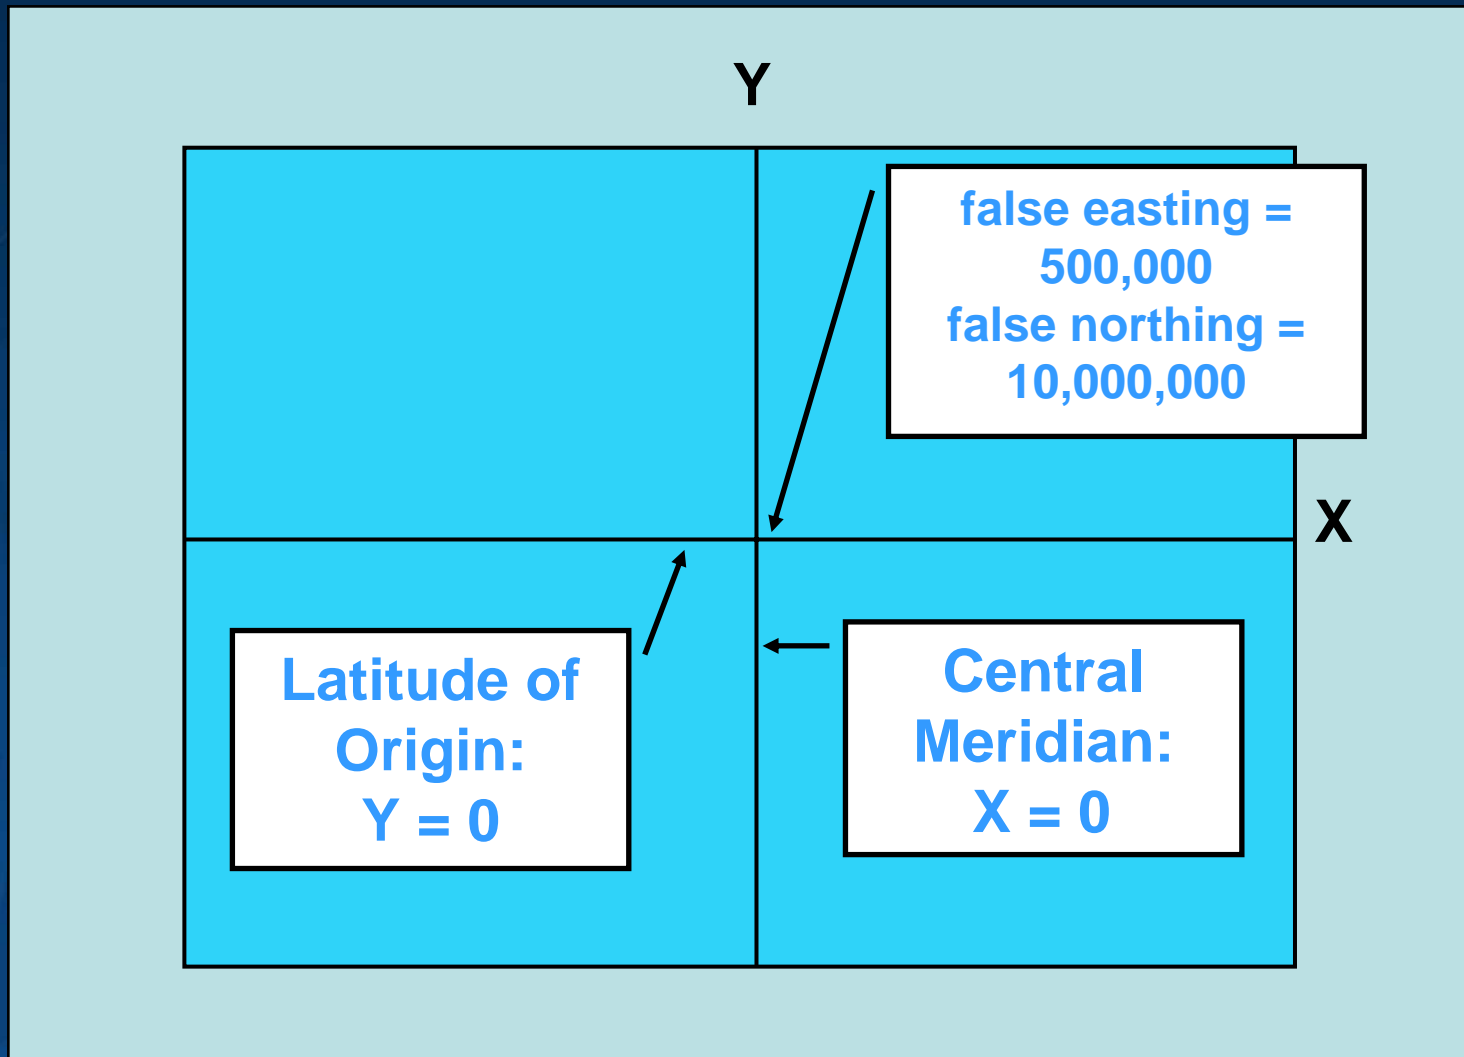 Y
false easting =
500,000
false northing =
10,000,000
X
Latitude of
Origin:
Y = 0
Central
Meridian:
X = 0